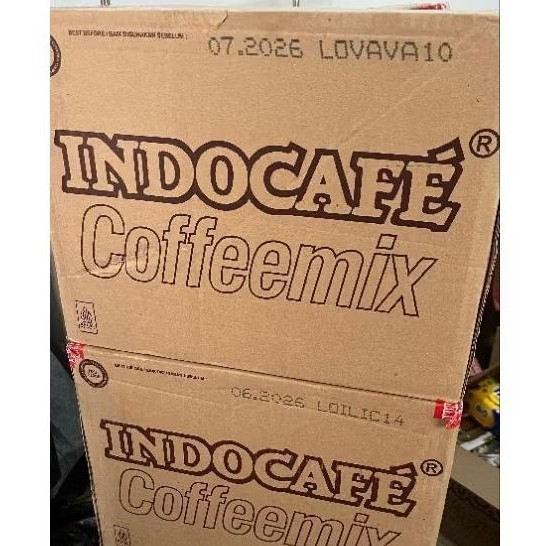 BEST BEFORE / BAIK DIGUNAKAN SEBELUM :
07.2026 LOVAVA10
INDOCAFÉ®
Coffeemix
06.2026 LOILIC14
INDOCAFÉ®
Coffeemix